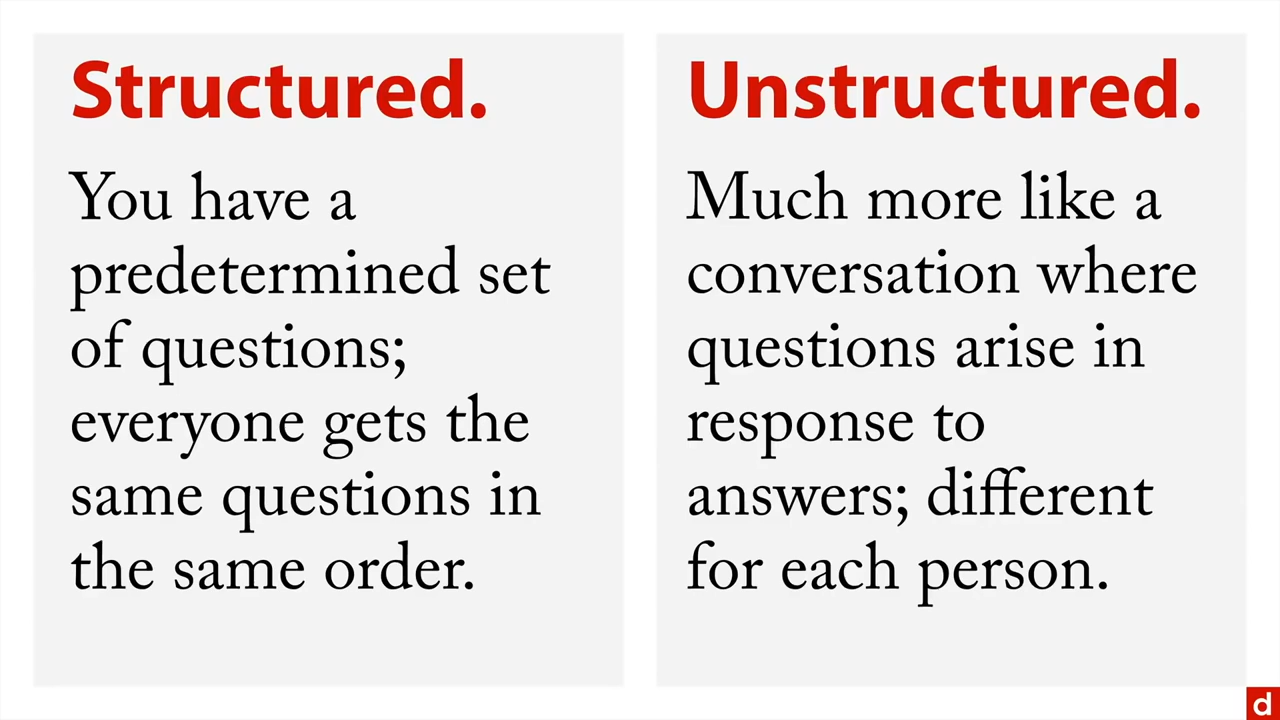 Structured.
You have a
predetermined set
of questions;
everyone gets the
same questions in
the same order.
Unstructured.
Much more like a
conversation where
questions arise in
response to
answers; different
for each person.
d